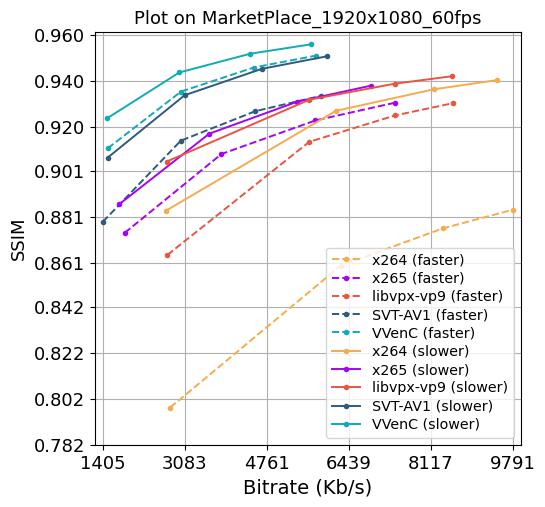 Plot on MarketPlace_1920x1080_60fps
0.960
0.940
0.920
0.901
0.881
0.861
0.842
0.822
0.802
0.782
SSIM
x264 (faster)
x265 (faster)
libvpx-vp9 (faster)
SVT-AV1 (faster)
VVenC (faster)
x264 (slower)
x265 (slower)
libvpx-vp9 (slower)
SVT-AV1 (slower)
VVenC (slower)
1405 3083 4761 6439 8117 9791
Bitrate (Kb/s)